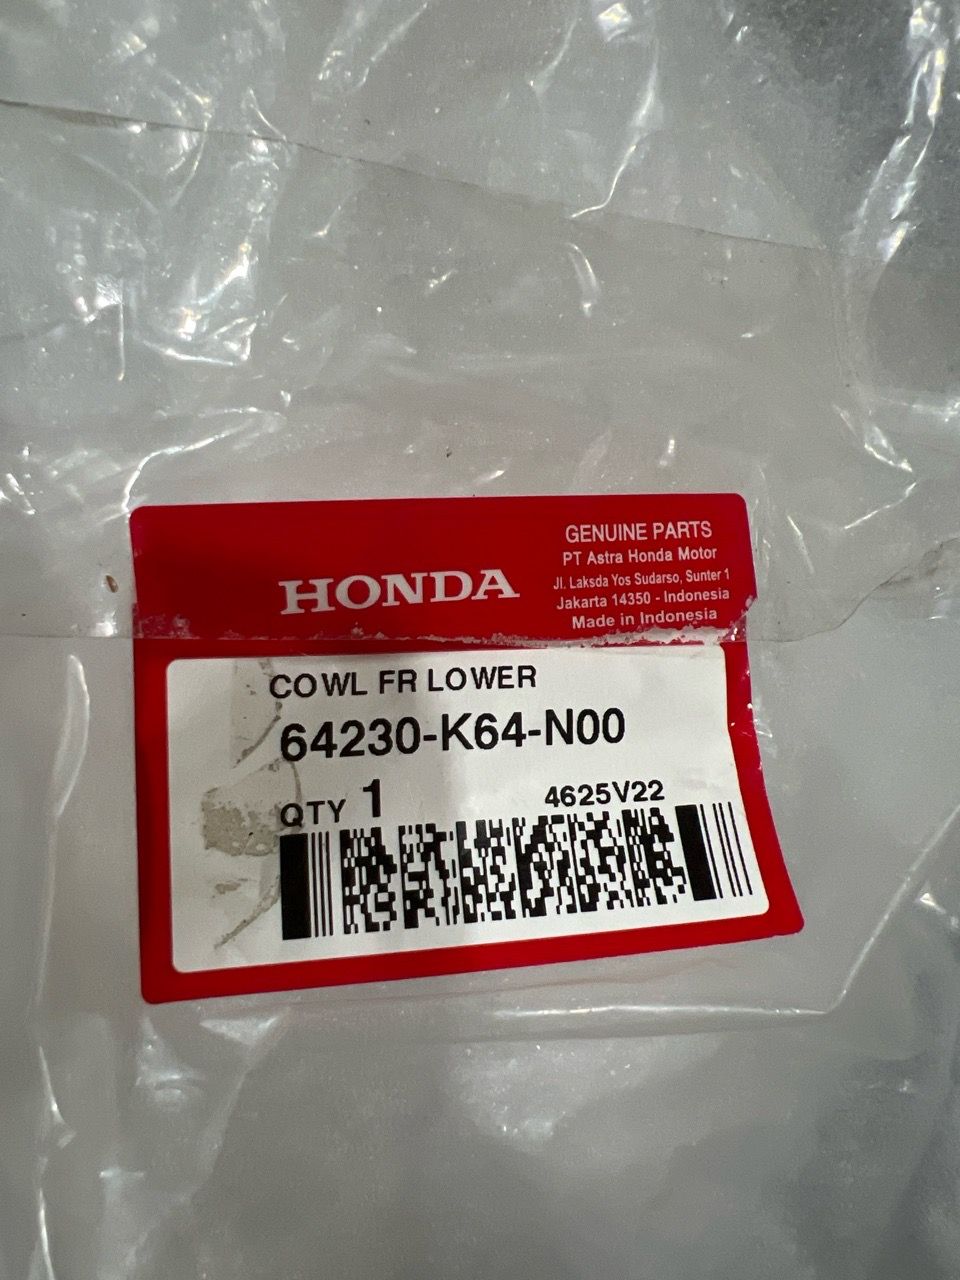 HONDA
GENUINE PARTS
PT Astra Honda Motor
Jl. Laksda Yos Sudarso, Sunter 1
Jakarta 14350 - Indonesia
Made in Indonesia
COWL FR LOWER
64230-K64-N00
QTY 1 4625V22